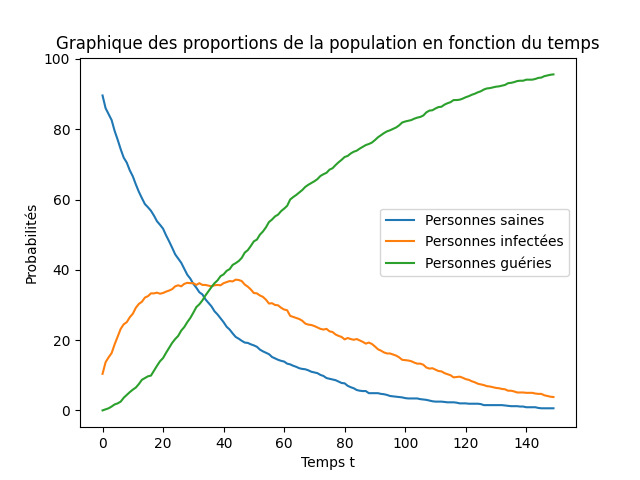 Graphique des proportions de la population en fonction du temps
100
80
60
40
20
0
Probabilités
Personnes saines
Personnes infectées
Personnes guéries
0 20 40 60 80 100 120 140
Temps t